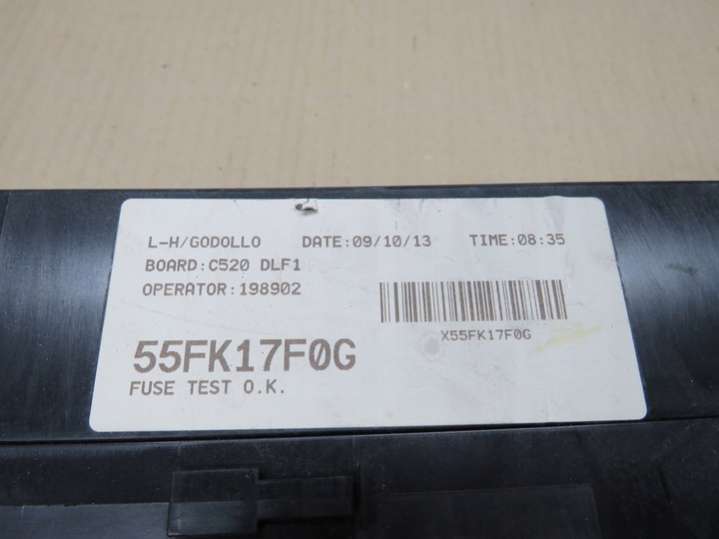 L-H/GODOLLO DATE:09/10/13 TIME:08:35
BOARD:C520 DLF1
OPERATOR:198902
X55FK17F0G
55FK17F0G
FUSE TEST O.K.